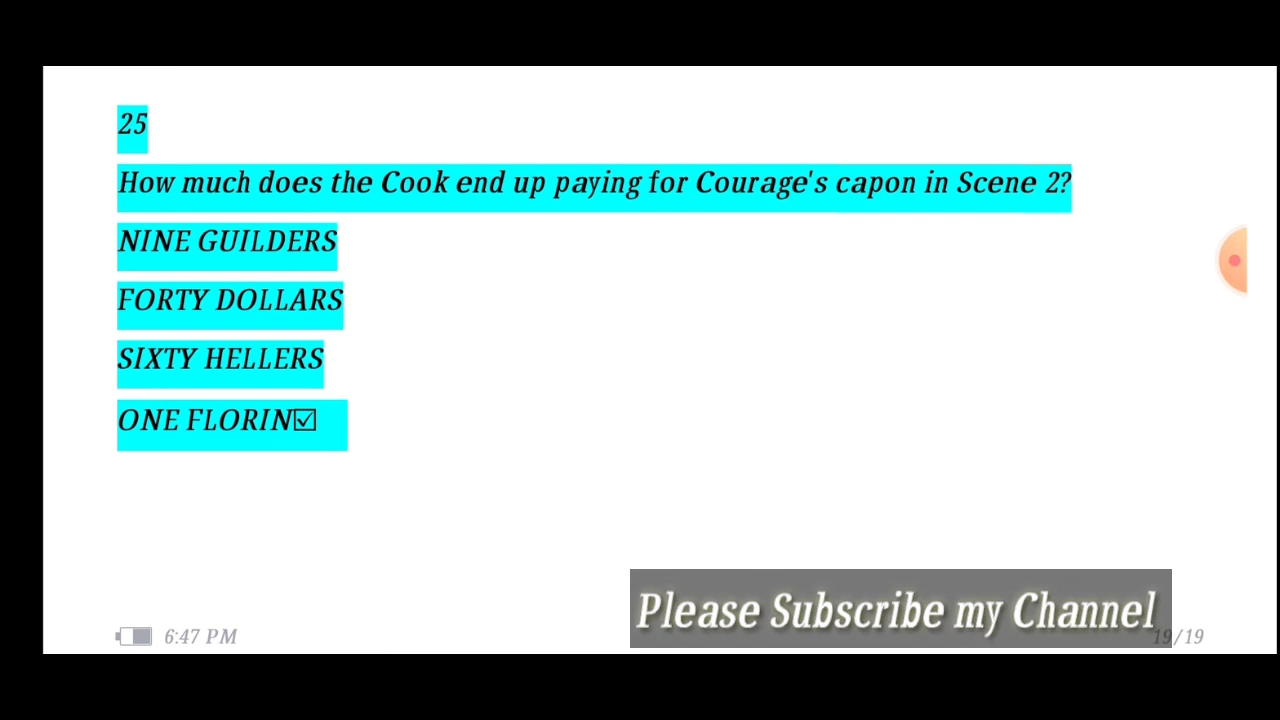 25
How much does the Cook end up paying for Courage's capon in Scene 2?
NINE GUILDERS
FORTY DOLLARS
SIXTY HELLERS
ONE FLORIN☑
Please Subscribe my Channel
6:47 PM
19/19